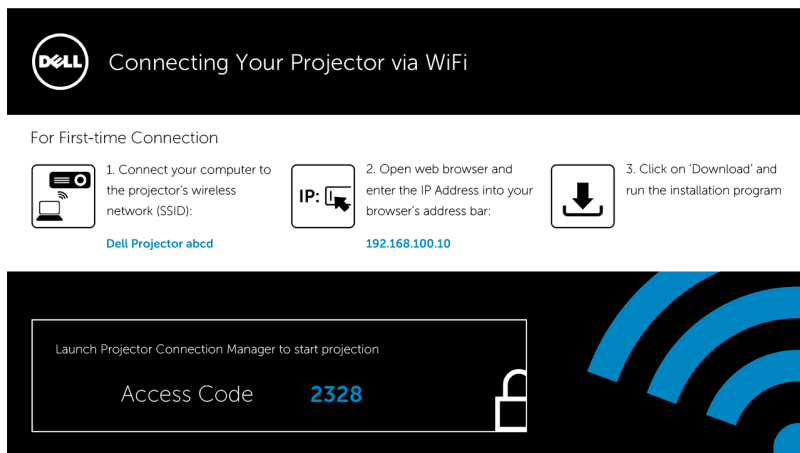 DELL
Connecting Your Projector via WiFi
For First-time Connection
1. Connect your computer to
the projector's wireless
network (SSID):
Dell Projector abcd
IP:
2. Open web browser and
enter the IP Address into your
browser's address bar:
192.168.100.10
3. Click on 'Download' and
run the installation program
Launch Projector Connection Manager to start projection
Access Code 2328